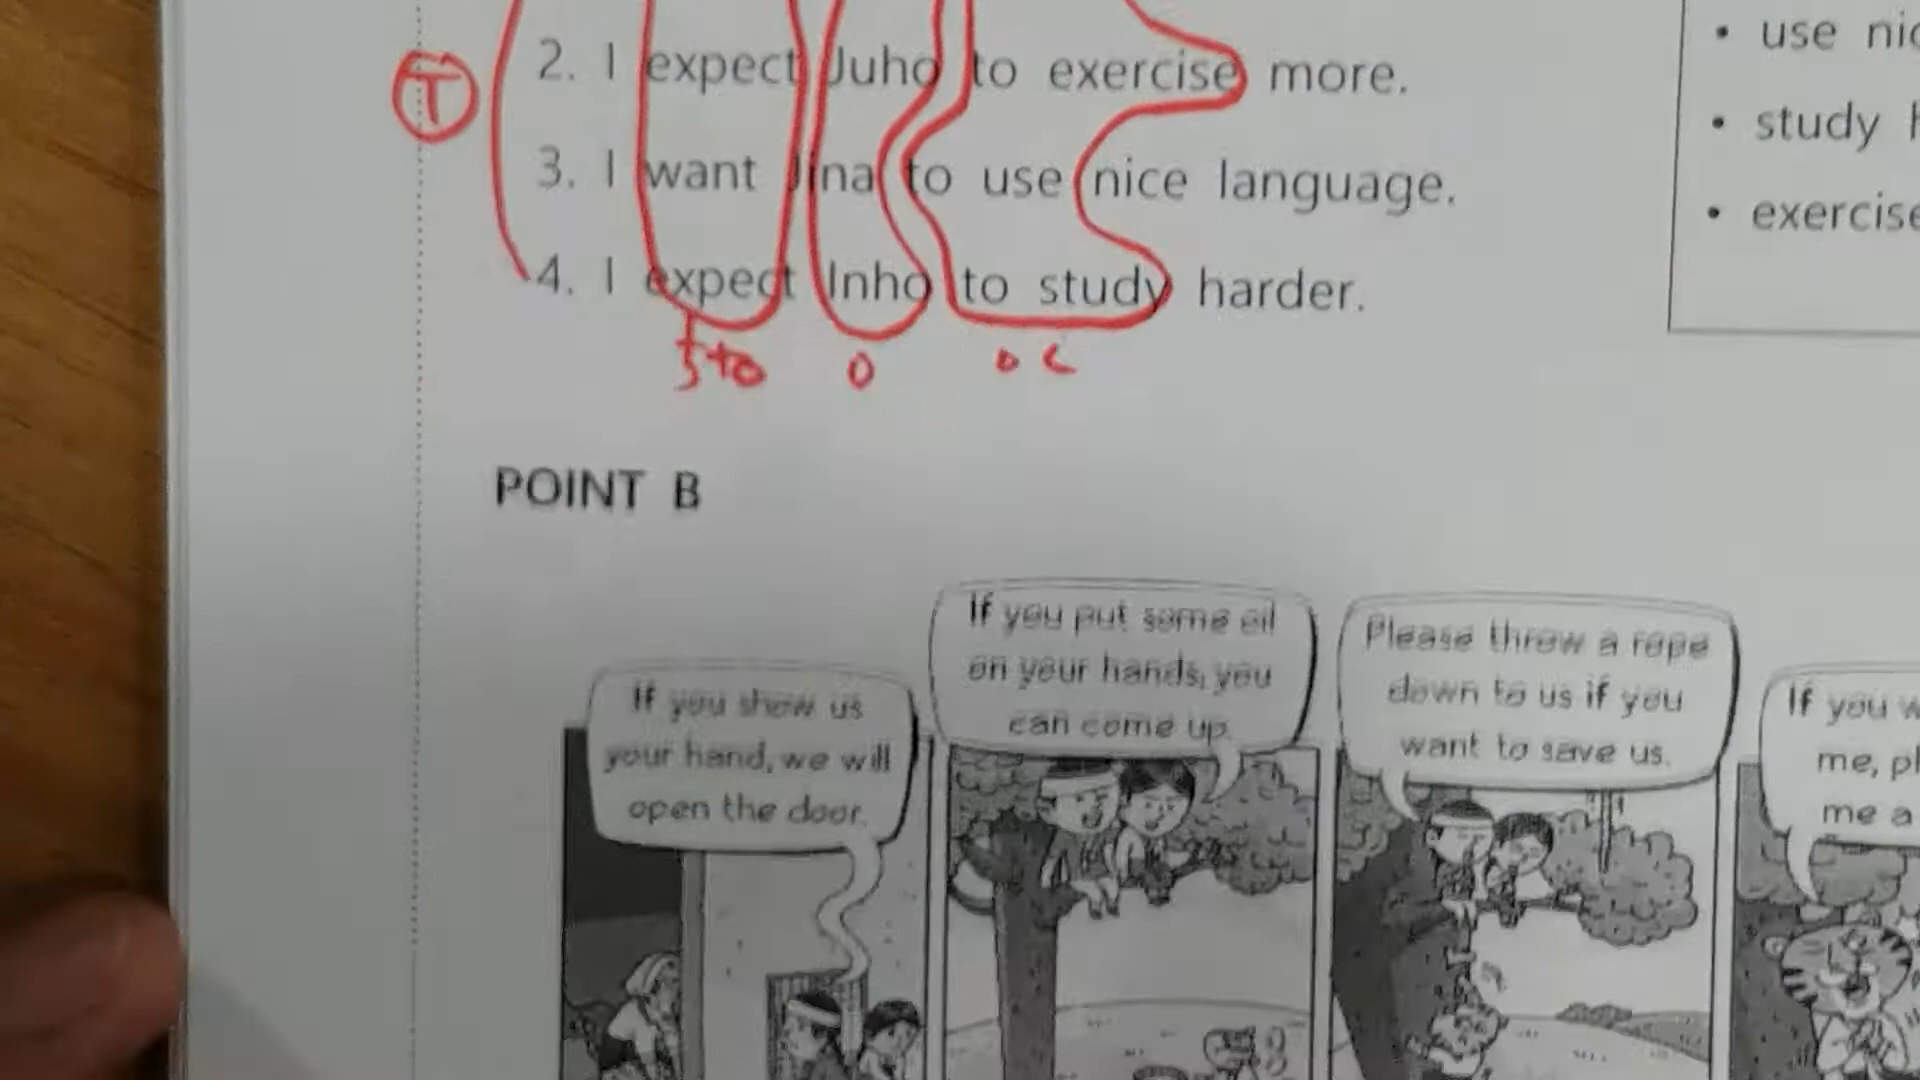 2. I expect Juho to exercise more.
3. I want Jina to use nice language.
4. I expect Inho to study harder.
T
to O O C
• use
• study
• exercise
POINT B
If you show us
your hand, we will
open the door.
If you put some oil
on your hands, you
can come up.
Please throw a rope
down to us if you
want to save us.
If you
me,
me a